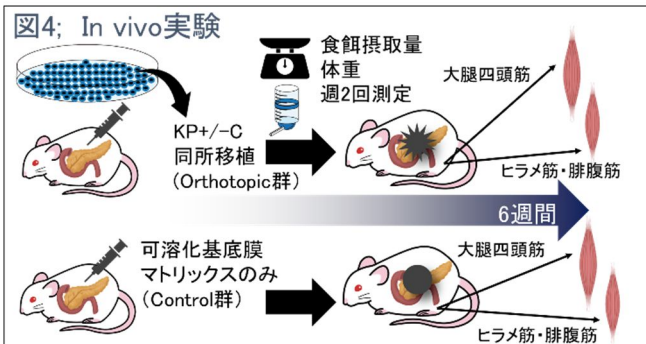 図4; In vivo実験
食餌摂取量
体重
週2回測定
KP+/-C
同所移植
(Orthotopic群)
大腿四頭筋
ヒラメ筋・腓腹筋
6週間
可溶化基底膜
マトリックスのみ
(Control群)
大腿四頭筋
ヒラメ筋・腓腹筋